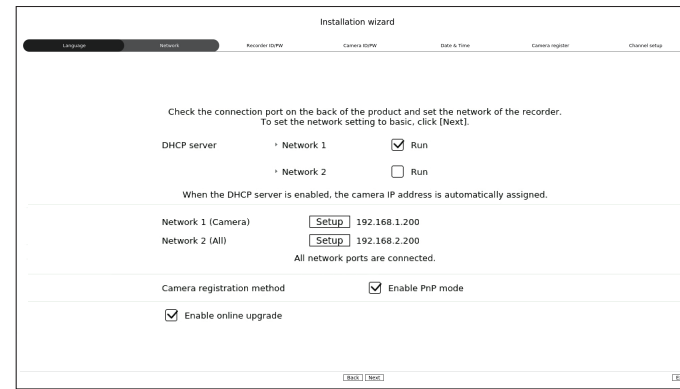 Installation wizard
Language Network Recorder ID/PW Camera ID/PW Date & Time Camera register Channel setup
Check the connection port on the back of the product and set the network of the recorder.
To set the network setting to basic, click [Next].
DHCP server ‣ Network 1 Run
‣ Network 2 Run
When the DHCP server is enabled, the camera IP address is automatically assigned.
Network 1 (Camera) Setup 192.168.1.200
Network 2 (All) Setup 192.168.2.200
All network ports are connected.
Camera registration method Enable PnP mode
Enable online upgrade
Back Next